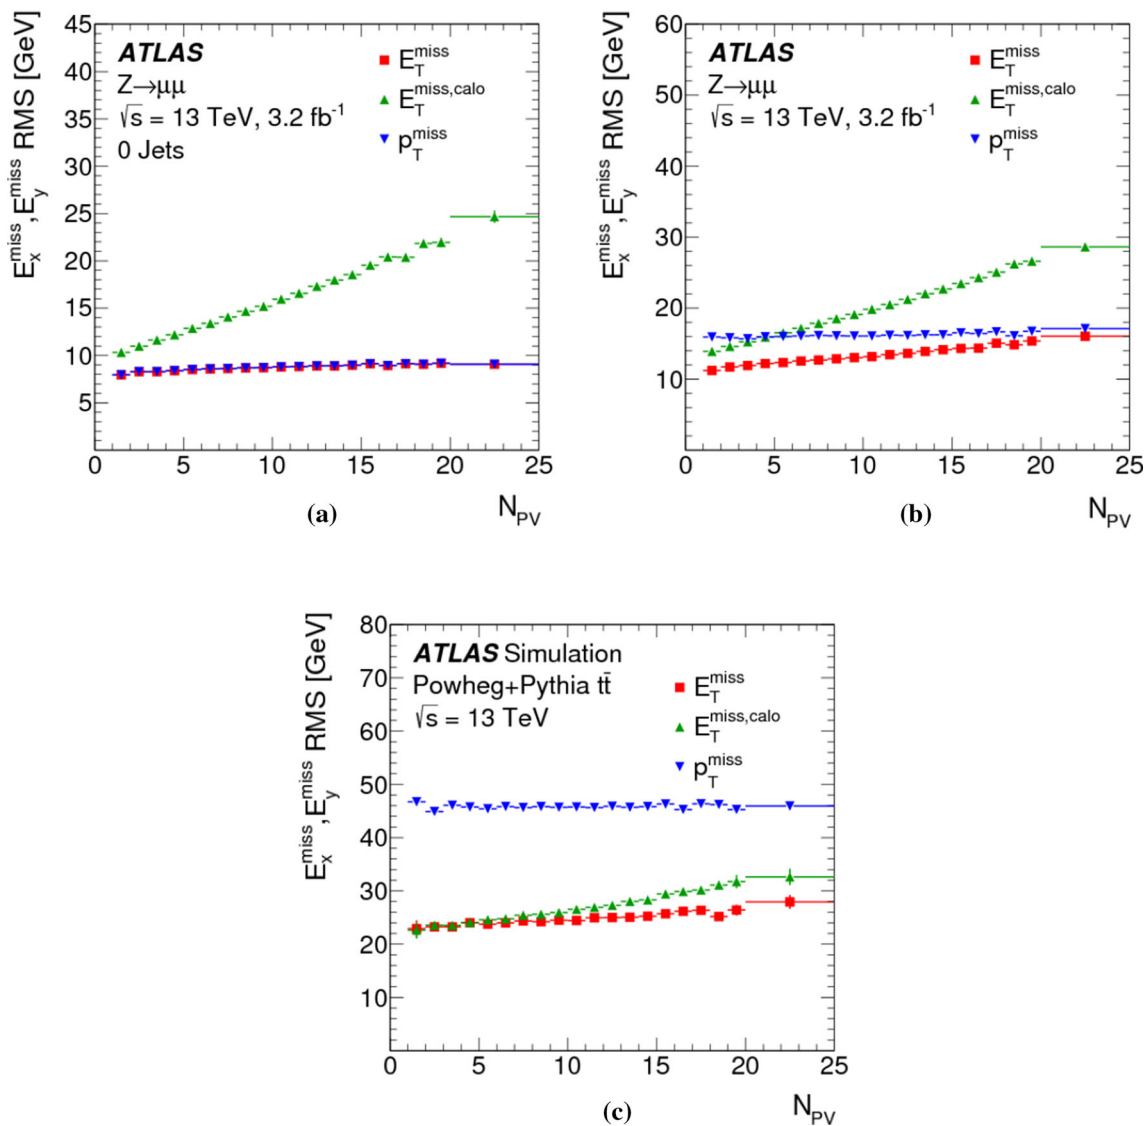 E_x^miss, E_y^miss RMS [GeV]
45
40
35
30
25
20
15
10
5
ATLAS
Z→μμ
√s = 13 TeV, 3.2 fb^-1
0 Jets
E_T^miss
E_T^miss,calo
p_T^miss
0 5 10 15 20 25
N_PV
(a)
E_x^miss, E_y^miss RMS [GeV]
60
50
40
30
20
10
ATLAS
Z→μμ
√s = 13 TeV, 3.2 fb^-1
E_T^miss
E_T^miss,calo
p_T^miss
0 5 10 15 20 25
N_PV
(b)
E_x^miss, E_y^miss RMS [GeV]
80
70
60
50
40
30
20
10
ATLAS Simulation
Powheg+Pythia tt̄
√s = 13 TeV
E_T^miss
E_T^miss,calo
p_T^miss
0 5 10 15 20 25
N_PV
(c)